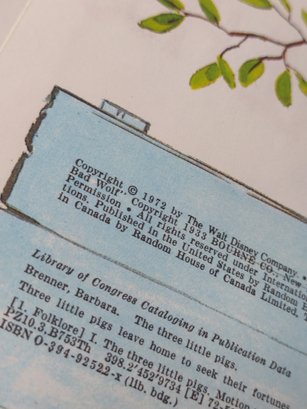 Copyright © 1972 by The Walt Disney Company.
Bad Wolf" Copyright 1933 BOURNE CO., New
Permission • All rights reserved under Internat
tions. Published in the United States by Random
in Canada by Random House of Canada Limited,
Library of Congress Cataloging in Publication Data
Brenner, Barbara. The three little pigs.
Three little pigs leave home to seek their fortunes
[1. Folklore] I. The three little pigs. Motion
PZ10.3.B753Th 398.2'452'9734 [E] 72-
ISBN 0-394-92522-x (lib. bdg.)